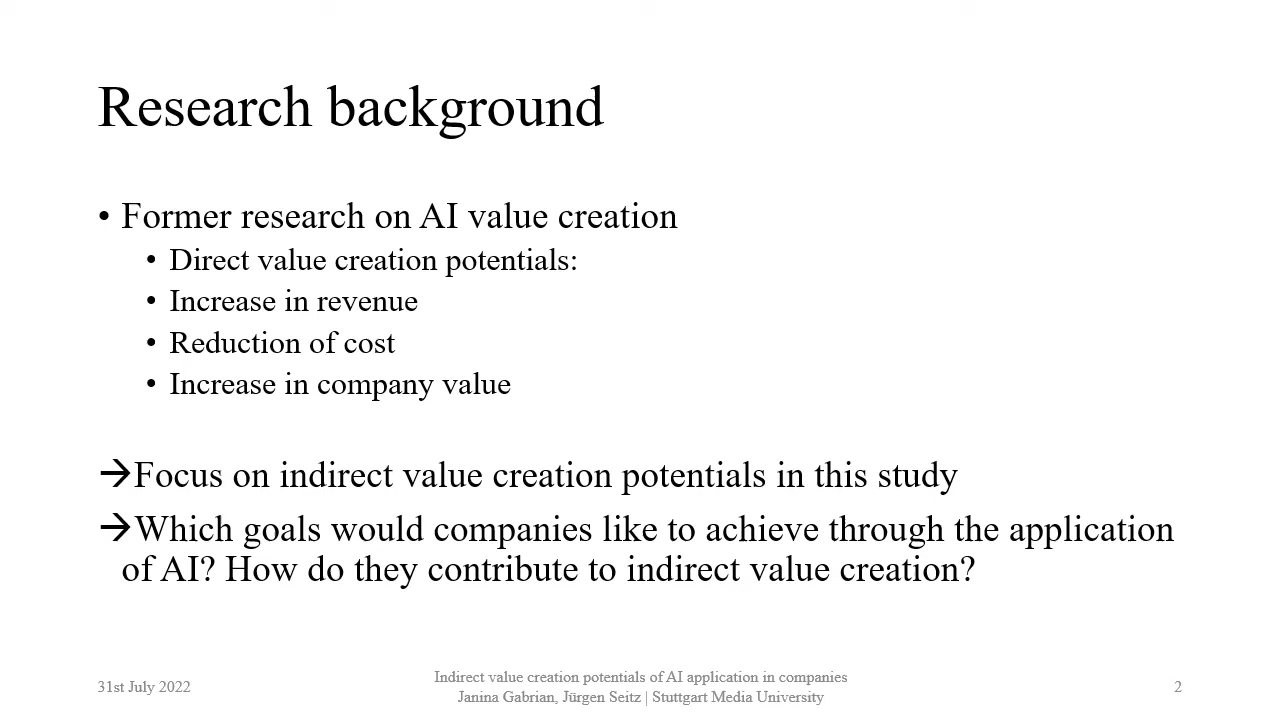 Research background
• Former research on AI value creation
• Direct value creation potentials:
• Increase in revenue
• Reduction of cost
• Increase in company value
→Focus on indirect value creation potentials in this study
→Which goals would companies like to achieve through the application
of AI? How do they contribute to indirect value creation?
31st July 2022
Indirect value creation potentials of AI application in companies
Janina Gabrian, Jürgen Seitz | Stuttgart Media University
2